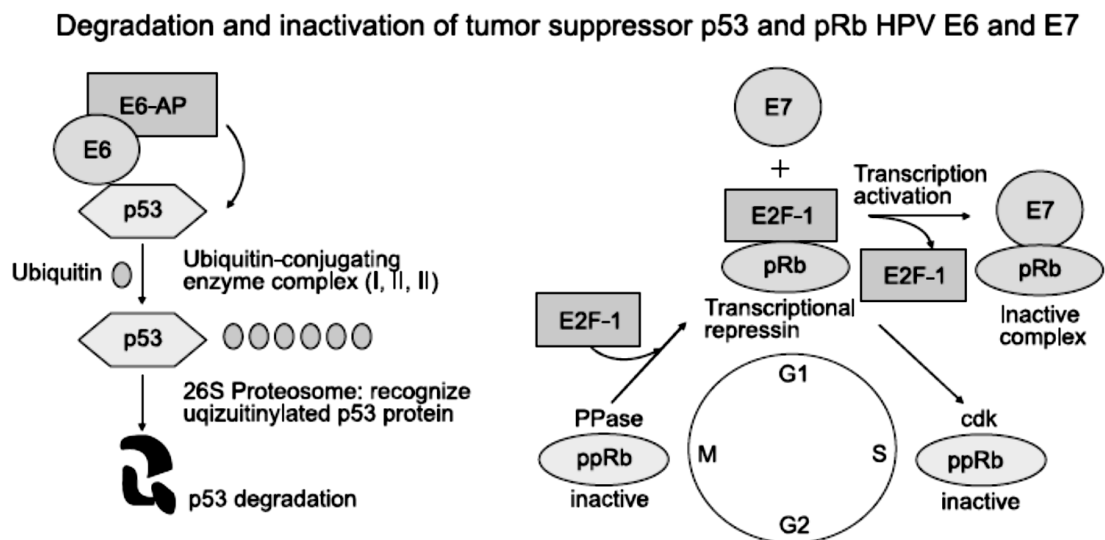 Degradation and inactivation of tumor suppressor p53 and pRb HPV E6 and E7
E6-AP
E6
p53
Ubiquitin
Ubiquitin-conjugating
enzyme complex (I, II, II)
p53
26S Proteosome: recognize
uqizuitinylated p53 protein
p53 degradation
E7
+
E2F-1
pRb
Transcriptional
repressin
Transcription
activation
E2F-1
E7
pRb
Inactive
complex
E2F-1
PPase
ppRb
inactive
G1
M
S
G2
cdk
ppRb
inactive